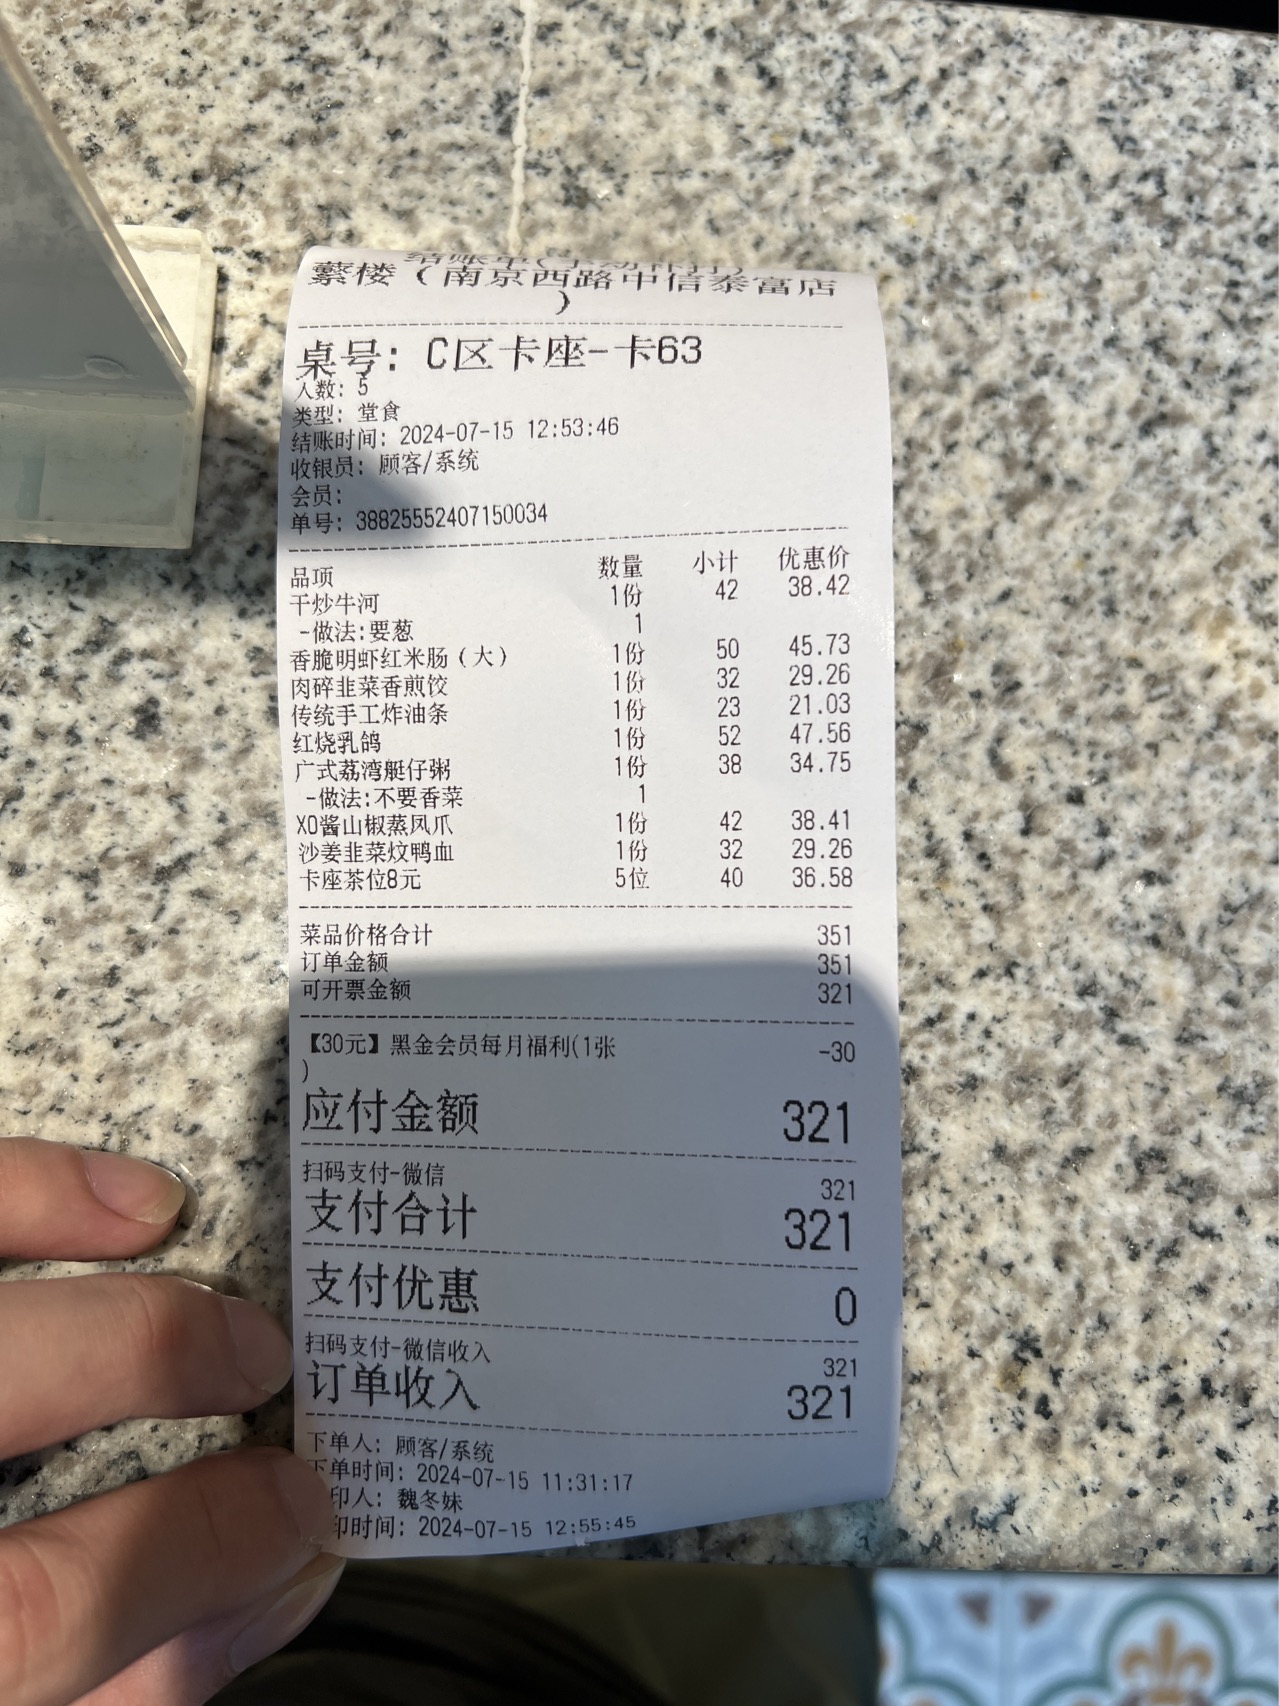 结账单(手动补打)
蘩楼（南京西路中信泰富店
）
桌号: C区卡座-卡63
人数: 5
类型: 堂食
结账时间: 2024-07-15 12:53:46
收银员: 顾客/系统
会员:
单号: 38825552407150034
品项 数量 小计 优惠价
干炒牛河 1份 42 38.42
-做法:要葱 1
香脆明虾红米肠（大） 1份 50 45.73
肉碎韭菜香煎饺 1份 32 29.26
传统手工炸油条 1份 23 21.03
红烧乳鸽 1份 52 47.56
广式荔湾艇仔粥 1份 38 34.75
-做法:不要香菜 1
XO酱山椒蒸凤爪 1份 42 38.41
沙姜韭菜炆鸭血 1份 32 29.26
卡座茶位8元 5位 40 36.58
菜品价格合计 351
订单金额 351
可开票金额 321
【30元】黑金会员每月福利(1张 -30
)
应付金额 321
扫码支付-微信 321
支付合计 321
支付优惠 0
扫码支付-微信收入 321
订单收入 321
下单人: 顾客/系统
下单时间: 2024-07-15 11:31:17
印人: 魏冬妹
印时间: 2024-07-15 12:55:45